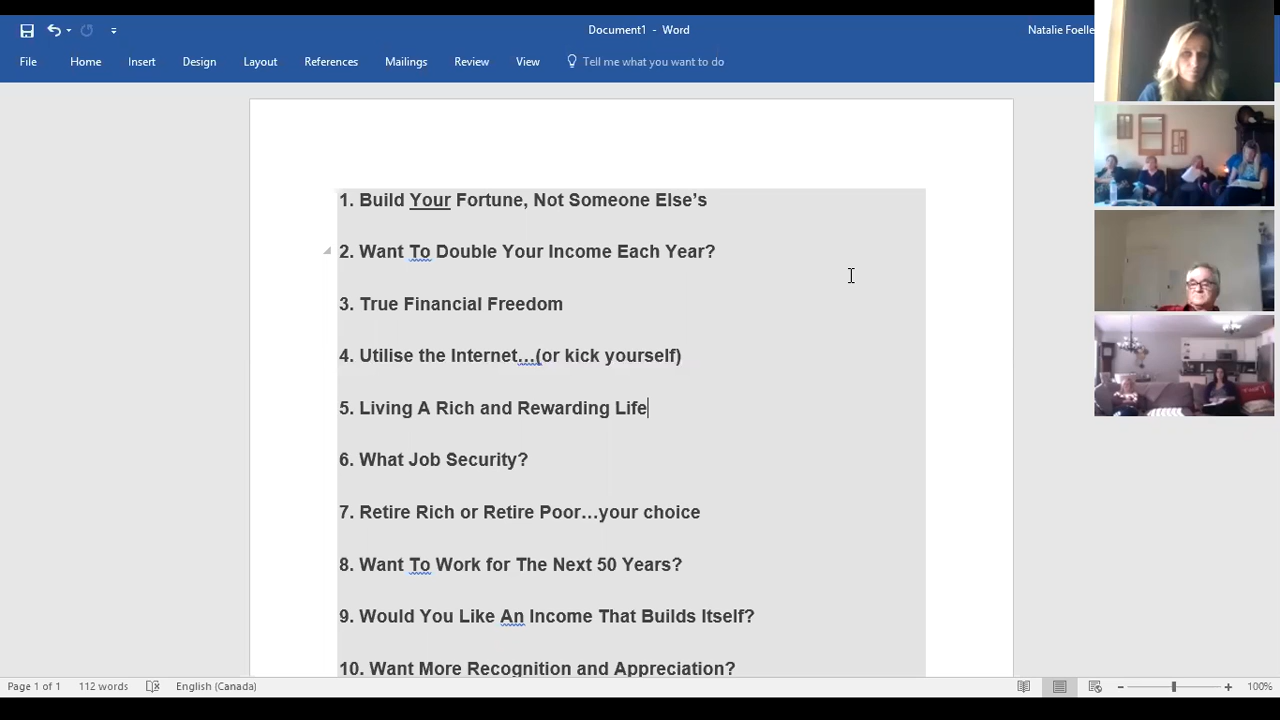 Document1 - Word
Natalie Foelle
File Home Insert Design Layout References Mailings Review View Tell me what you want to do
1. Build Your Fortune, Not Someone Else’s
2. Want To Double Your Income Each Year?
3. True Financial Freedom
4. Utilise the Internet…(or kick yourself)
5. Living A Rich and Rewarding Life
6. What Job Security?
7. Retire Rich or Retire Poor…your choice
8. Want To Work for The Next 50 Years?
9. Would You Like An Income That Builds Itself?
10. Want More Recognition and Appreciation?
Page 1 of 1 112 words English (Canada) 100%